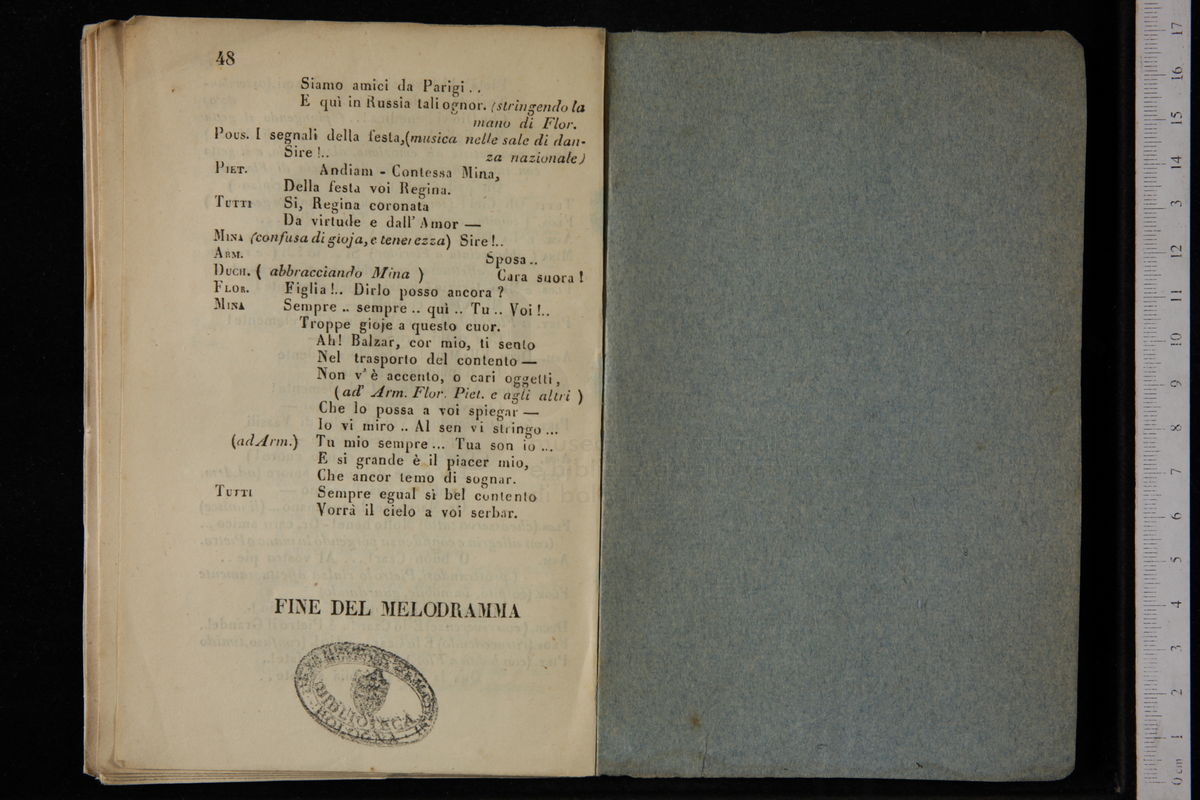 48
Siamo amici da Parigi . .
E quì in Russia tali ognor. (stringendo la
mano di Flor.
Pous. I segnali della festa,(musica nelle sale di dan-
Sire !.. za nazionale)
Piet. Andiam - Contessa Mina,
Della festa voi Regina.
Tutti Si, Regina coronata
Da virtude e dall' Amor —
Mina (confusa di gioja, e tenerezza) Sire !..
Arm. Sposa ..
Duch. ( abbracciando Mina ) Cara suora !
Flor. Figlia !.. Dirlo posso ancora ?
Mina Sempre .. sempre .. quì .. Tu .. Voi !..
Troppe gioje a questo cuor.
Ah! Balzar, cor mio, ti sento
Nel trasporto del contento —
Non v' è accento, o cari oggetti,
(ad' Arm. Flor. Piet. e agli altri )
Che lo possa a voi spiegar —
Io vi miro .. Al sen vi stringo ...
(ad Arm.) Tu mio sempre ... Tua son io ...
E si grande è il piacer mio,
Che ancor temo di sognar.
Tutti Sempre egual sì bel contento
Vorrà il cielo a voi serbar.
FINE DEL MELODRAMMA
BIBLIOTECA
BOLOGNA